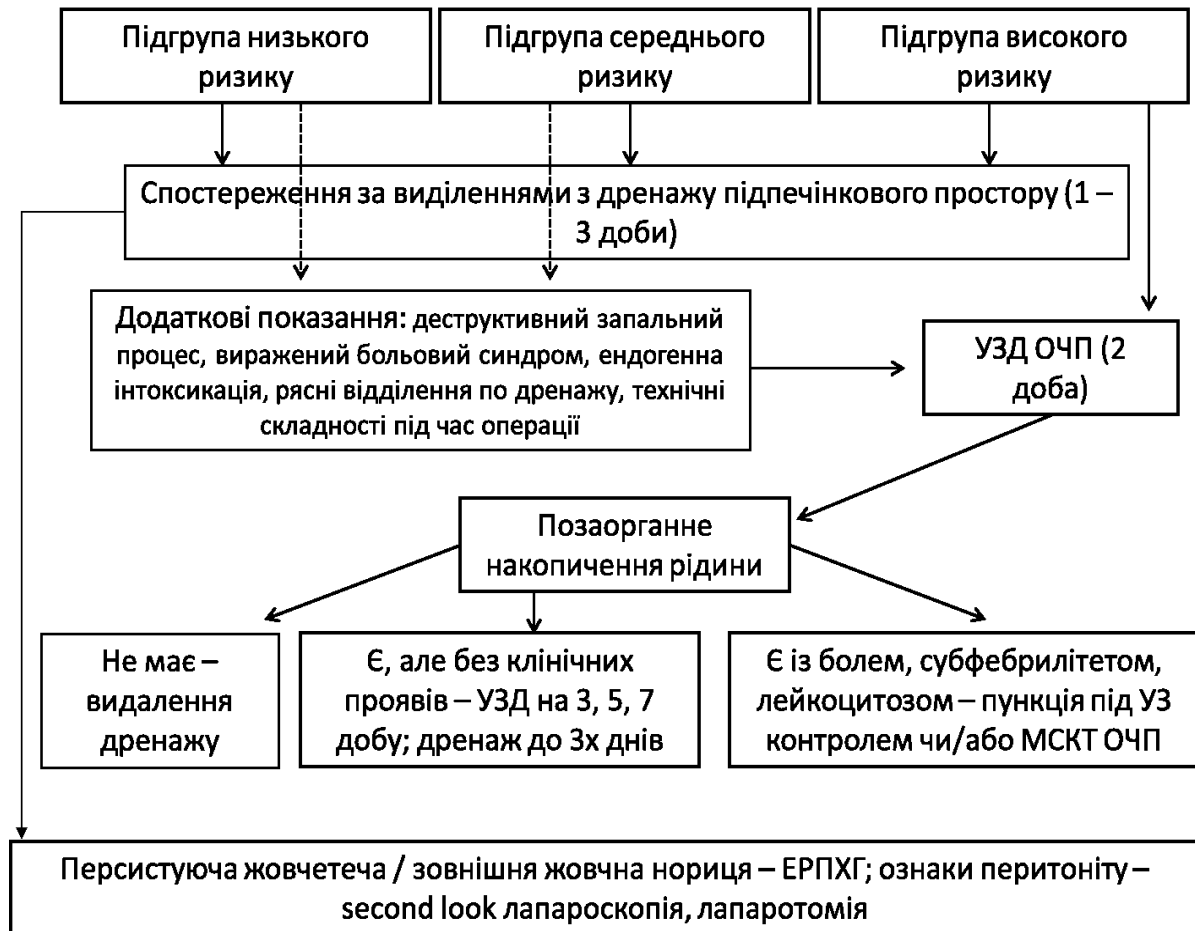 Підгрупа низького
ризику
Підгрупа середнього
ризику
Підгрупа високого
ризику
Спостереження за виділеннями з дренажу підпечінкового простору (1 –
3 доби)
Додаткові показання: деструктивний запальний
процес, виражений больовий синдром, ендогенна
інтоксикація, рясні відділення по дренажу, технічні
складності під час операції
УЗД ОЧП (2
доба)
Позаорганне
накопичення рідини
Не має –
видалення
дренажу
Є, але без клінічних
проявів – УЗД на 3, 5, 7
добу; дренаж до 3х днів
Є із болем, субфебрилітетом,
лейкоцитозом – пункція під УЗ
контролем чи/або МСКТ ОЧП
Персистуюча жовчетеча / зовнішня жовчна нориця – ЕРПХГ; ознаки перитоніту –
second look лапароскопія, лапаротомія